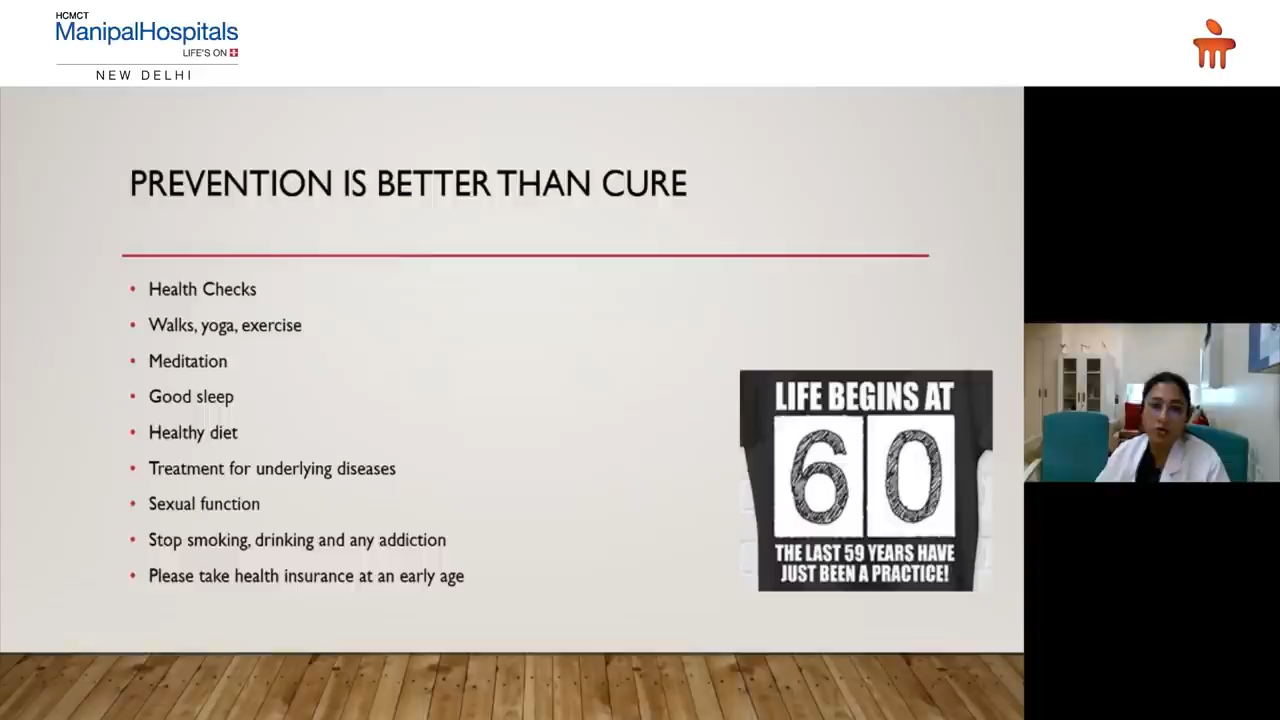 HCMCT
ManipalHospitals
LIFE'S ON
NEW DELHI
PREVENTION IS BETTER THAN CURE
• Health Checks
• Walks, yoga, exercise
• Meditation
• Good sleep
• Healthy diet
• Treatment for underlying diseases
• Sexual function
• Stop smoking, drinking and any addiction
• Please take health insurance at an early age
LIFE BEGINS AT
60
THE LAST 59 YEARS HAVE
JUST BEEN A PRACTICE!